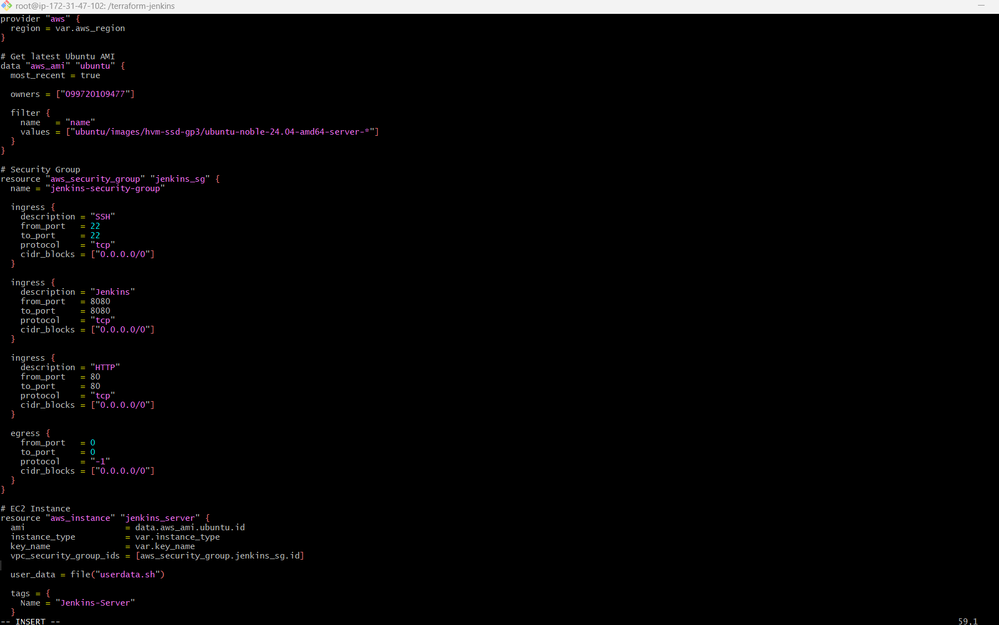 root@ip-172-31-47-102: /terraform-jenkins
provider "aws" {
  region = var.aws_region
}

# Get latest Ubuntu AMI
data "aws_ami" "ubuntu" {
  most_recent = true

  owners = ["099720109477"]

  filter {
    name   = "name"
    values = ["ubuntu/images/hvm-ssd-gp3/ubuntu-noble-24.04-amd64-server-*"]
  }
}

# Security Group
resource "aws_security_group" "jenkins_sg" {
  name = "jenkins-security-group"

  ingress {
    description = "SSH"
    from_port   = 22
    to_port     = 22
    protocol    = "tcp"
    cidr_blocks = ["0.0.0.0/0"]
  }

  ingress {
    description = "Jenkins"
    from_port   = 8080
    to_port     = 8080
    protocol    = "tcp"
    cidr_blocks = ["0.0.0.0/0"]
  }

  ingress {
    description = "HTTP"
    from_port   = 80
    to_port     = 80
    protocol    = "tcp"
    cidr_blocks = ["0.0.0.0/0"]
  }

  egress {
    from_port   = 0
    to_port     = 0
    protocol    = "-1"
    cidr_blocks = ["0.0.0.0/0"]
  }
}

# EC2 Instance
resource "aws_instance" "jenkins_server" {
  ami                    = data.aws_ami.ubuntu.id
  instance_type          = var.instance_type
  key_name               = var.key_name
  vpc_security_group_ids = [aws_security_group.jenkins_sg.id]

  user_data = file("userdata.sh")

  tags = {
    Name = "Jenkins-Server"
  }
-- INSERT --                                                    59,1